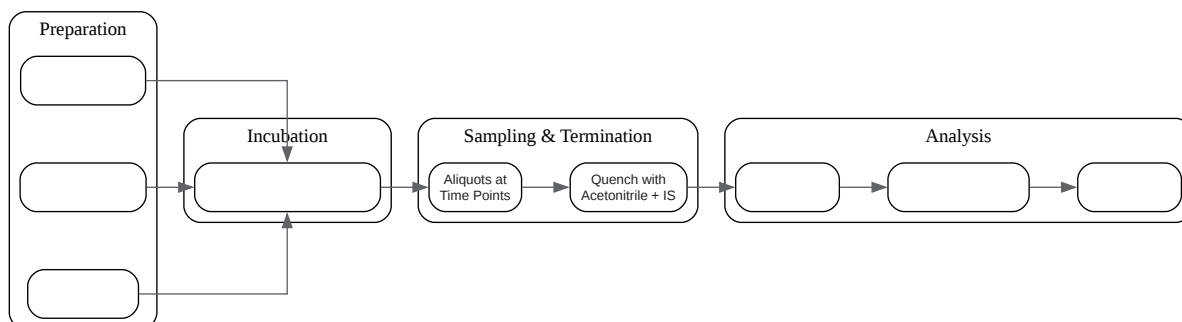 Preparation
Incubation
Sampling & Termination
Analysis
Aliquots at
Time Points
Quench with
Acetonitrile + IS